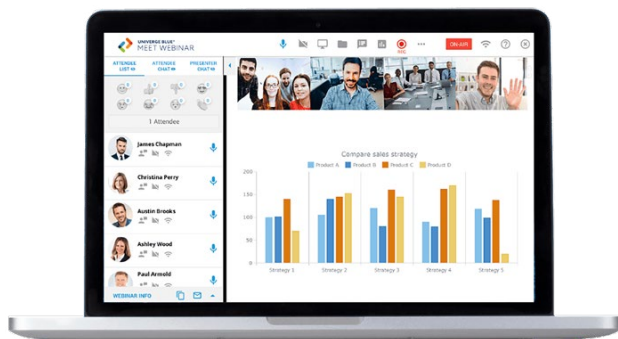 UNIVERGE BLUE®
MEET WEBINAR
REC
ON-AIR
ATTENDEE
LIST
ATTENDEE
CHAT
PRESENTER
CHAT
1 Attendee
James Chapman
Christina Perry
Austin Brooks
Ashley Wood
Paul Arnold
WEBINAR INFO
Compare sales strategy
Product A
Product B
Product C
Product D
200
150
100
50
0
Strategy 1
Strategy 2
Strategy 3
Strategy 4
Strategy 5